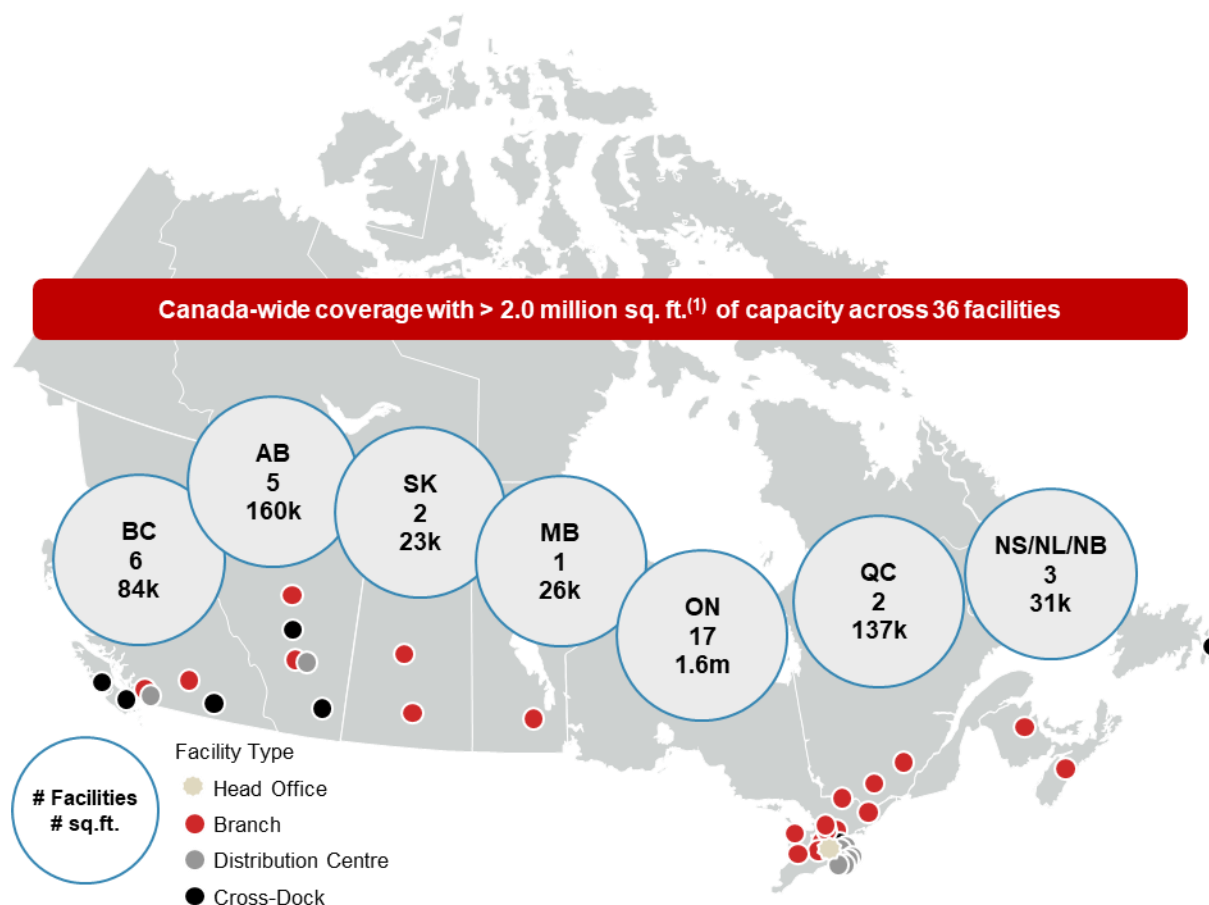 Canada-wide coverage with > 2.0 million sq. ft.(1) of capacity across 36 facilities
BC
6
84k
AB
5
160k
SK
2
23k
MB
1
26k
ON
17
1.6m
QC
2
137k
NS/NL/NB
3
31k
# Facilities
# sq.ft.
Facility Type
Head Office
Branch
Distribution Centre
Cross-Dock